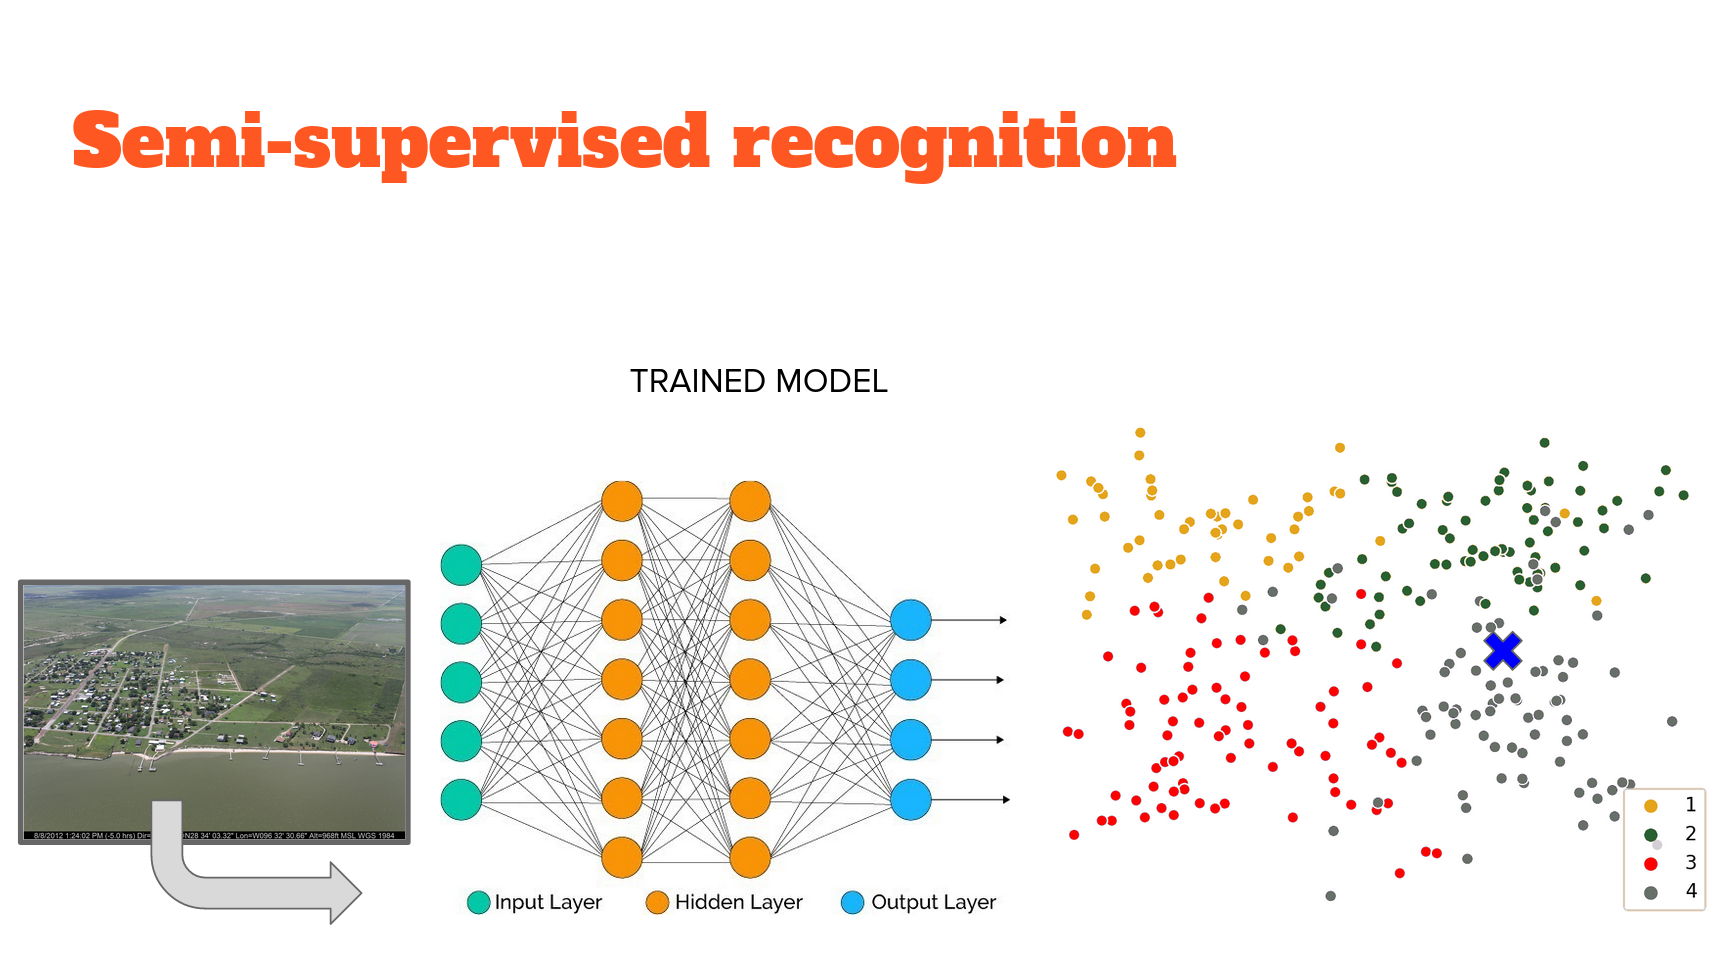 Semi-supervised recognition
TRAINED MODEL
8/8/2012 1:24:02 PM (-5.0 hrs) Dir= N28 34' 03.32" Lon=W096 32' 30.66" Alt=968ft MSL WGS 1984
Input Layer Hidden Layer Output Layer
1
2
3
4